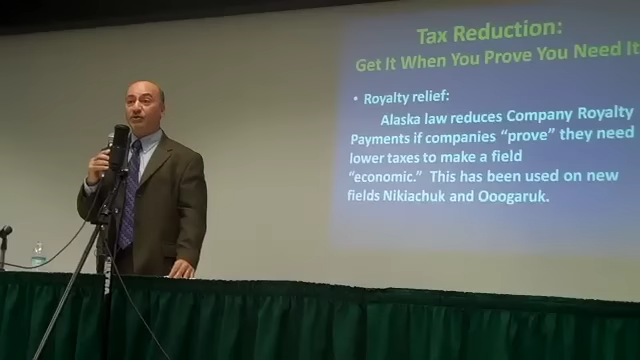 Tax Reduction:
Get It When You Prove You Need It
• Royalty relief:
Alaska law reduces Company Royalty
Payments if companies “prove” they need
lower taxes to make a field
“economic.” This has been used on new
fields Nikiachuk and Ooogaruk.